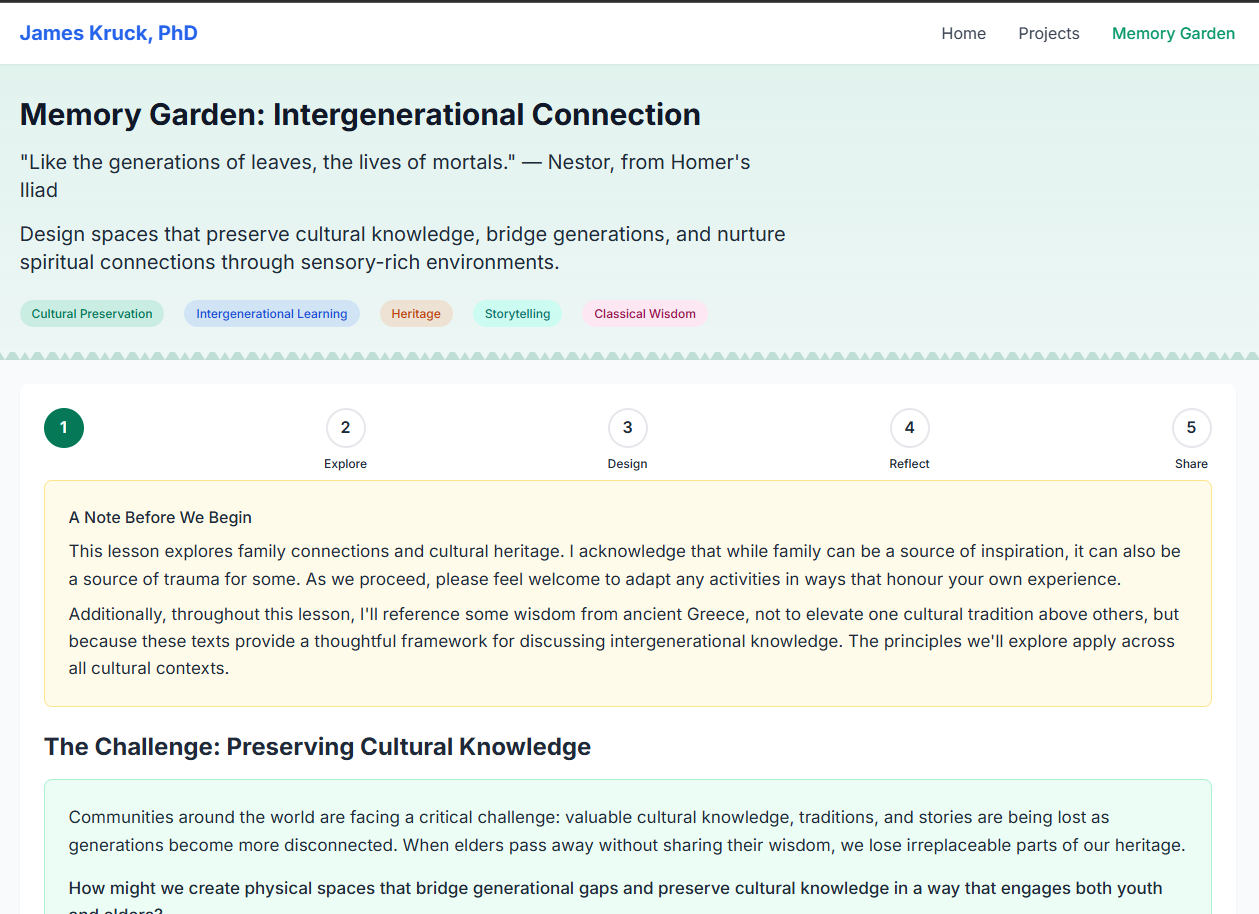 James Kruck, PhD
Home Projects Memory Garden
Memory Garden: Intergenerational Connection
"Like the generations of leaves, the lives of mortals." — Nestor, from Homer's
Iliad
Design spaces that preserve cultural knowledge, bridge generations, and nurture
spiritual connections through sensory-rich environments.
Cultural Preservation Intergenerational Learning Heritage Storytelling Classical Wisdom
1 2 3 4 5
Explore Design Reflect Share
A Note Before We Begin
This lesson explores family connections and cultural heritage. I acknowledge that while family can be a source of inspiration, it can also be
a source of trauma for some. As we proceed, please feel welcome to adapt any activities in ways that honour your own experience.
Additionally, throughout this lesson, I'll reference some wisdom from ancient Greece, not to elevate one cultural tradition above others, but
because these texts provide a thoughtful framework for discussing intergenerational knowledge. The principles we'll explore apply across
all cultural contexts.
The Challenge: Preserving Cultural Knowledge
Communities around the world are facing a critical challenge: valuable cultural knowledge, traditions, and stories are being lost as
generations become more disconnected. When elders pass away without sharing their wisdom, we lose irreplaceable parts of our heritage.
How might we create physical spaces that bridge generational gaps and preserve cultural knowledge in a way that engages both youth
and elders?